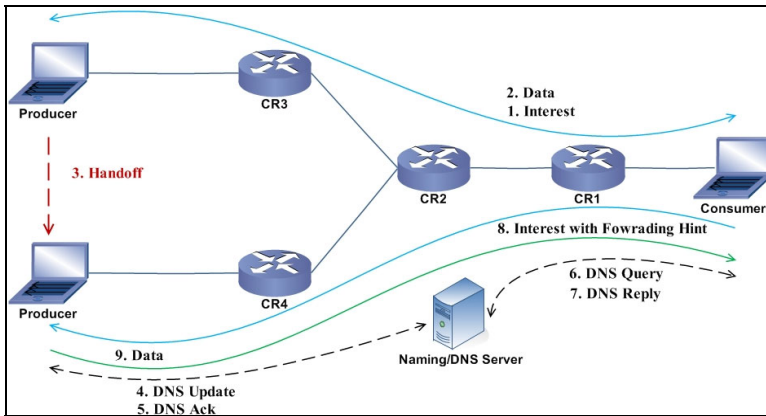 Producer
CR3
2. Data
1. Interest
3. Handoff
CR2
CR1
Consumer
8. Interest with Fowrading Hint
Producer
CR4
6. DNS Query
7. DNS Reply
9. Data
Naming/DNS Server
4. DNS Update
5. DNS Ack